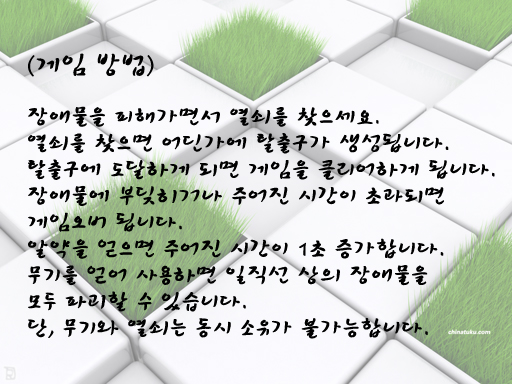 (게임 방법)
장애물을 피해가면서 열쇠를 찾으세요.
열쇠를 찾으면 어딘가에 탈출구가 생성됩니다.
탈출구에 도달하게 되면 게임을 클리어하게 됩니다.
장애물에 부딪히거나 주어진 시간이 초과되면
게임오버 됩니다.
알약을 얻으면 주어진 시간이 1초 증가합니다.
무기를 얻어 사용하면 일직선 상의 장애물을
모두 파괴할 수 있습니다.
단, 무기와 열쇠는 동시 소유가 불가능합니다.
chinatuku.com